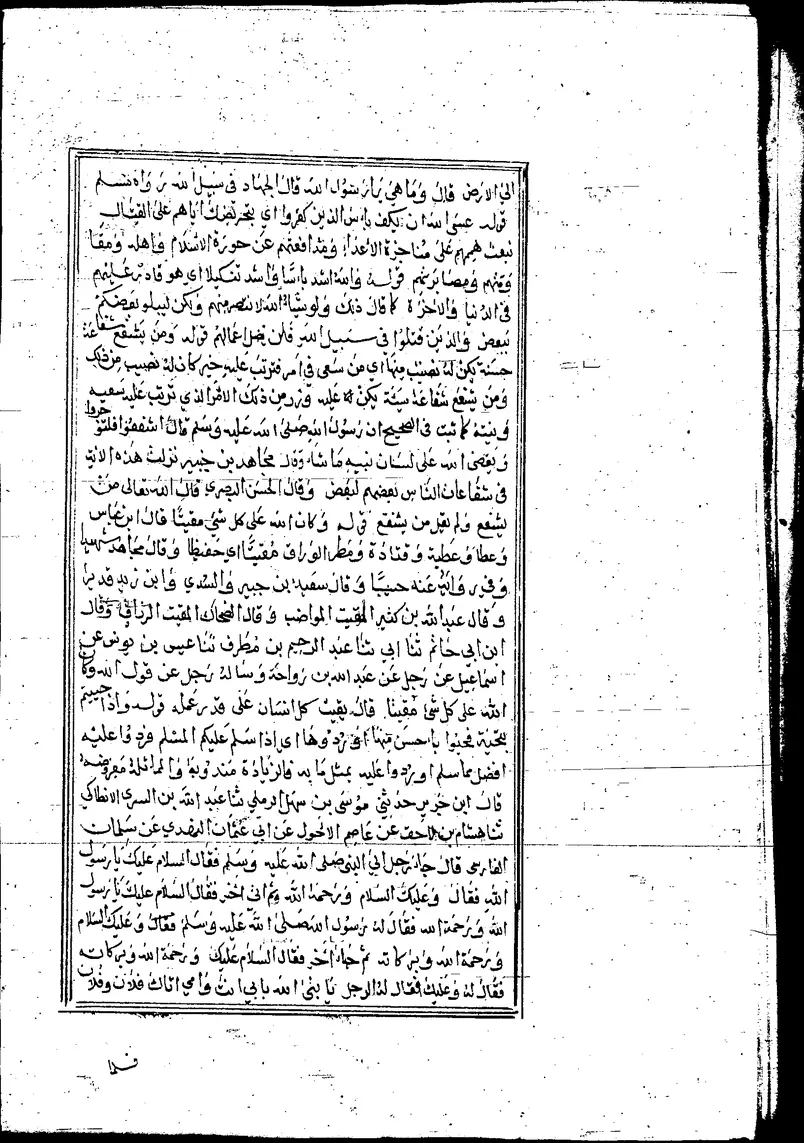 الى الارض قال وما هي يا رسول الله قال الجهاد في سبيل الله رواه مسلم
قوله عسى الله ان يكف باس الذين كفروا اي بتحريضك اياهم على القتال
تبعث هممهم على مناجزة الاعداء ومدافعتهم عن حوزة الاسلام واهله ومقا
ومتهم ومصابرتهم قوله والله اشد باسا واشد تنكيلا اي هو قادر عليهم
في الدنيا والاخرة كما قال ذلك ولو يشاء الله لانتصر منهم ولكن ليبلو بعضكم
ببعض والذين قتلوا في سبيل الله فلن يضل اعمالهم قوله ومن يشفع شفاعة
حسنة يكن له نصيب منها اي من سعى في امر فترتب عليه خير كان له نصيب من ذلك
ومن يشفع شفاعة سيئة يكن عليه وزر من ذلك الامر الذي ترتب على سعيه
ونيته كما ثبت في الصحيح ان رسول الله صلى الله عليه وسلم قال اشفعوا فلتؤجروا
ويقضي الله على لسان نبيه ما شاء وقال مجاهد بن جبير نزلت هذه الاية
في شفاعات الناس بعضهم لبعض وقال الحسن البصري قال الله تعالى من
يشفع ولم يقل من يشفع قوله وكان الله على كل شي مقيتا قال ابن عباس
وعطا وعطية وقتادة ومطر الوراق مقيتا اي حفيظا وقال مجاهد شهيدا
وفي رواية عنه حسيبا وقال سعيد بن جبير والسدي وابن زيد قديرا
وقال عبد الله بن كثير المقيت المواضب وقال الضحاك المقيت الرزاق وقال
ابن ابي حاتم ثنا ابي ثنا عبد الرحيم بن مطرف ثنا عيسى بن يونس عن
اسماعيل عن رجل عن عبد الله بن رواحة وساله رجل عن قول الله وكان
الله على كل شي مقيتا قال يقيت كل انسان على قدر عمله قوله واذا حييتم
بتحية فحيوا باحسن منها او ردوها اي اذا سلم عليكم المسلم فردوا عليه
افضل مما سلم او ردوا عليه بمثل ما به فالزيادة مندوبة والمماثلة مفروضة
قال ابن جرير حدثني موسى بن سهل الرملي ثنا عبد الله بن السري الانطاكي
ثنا هشام بن لاحق عن عاصم الاحول عن ابي عثمان النهدي عن سلمان
الفارسي قال جاء رجل الى النبي صلى الله عليه وسلم فقال السلام عليك يا رسول
الله فقال وعليك السلام ورحمة الله ثم اتى اخر فقال السلام عليك يا رسول
الله ورحمة الله فقال له رسول الله صلى الله عليه وسلم فقال وعليك السلام
ورحمة الله وبركاته ثم جاء اخر فقال السلام عليك ورحمة الله وبركاته
فقال له وعليك فقال له الرجل يا نبي الله بابي انت وامي اتاك فلان وفلان
فلما